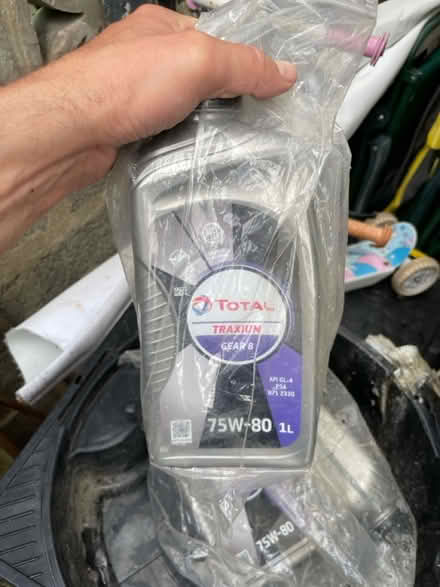 TOTAL
TRAXIUM
GEAR 8
API GL-4
PSA
B71 2330
75W-80 1L
75W-80